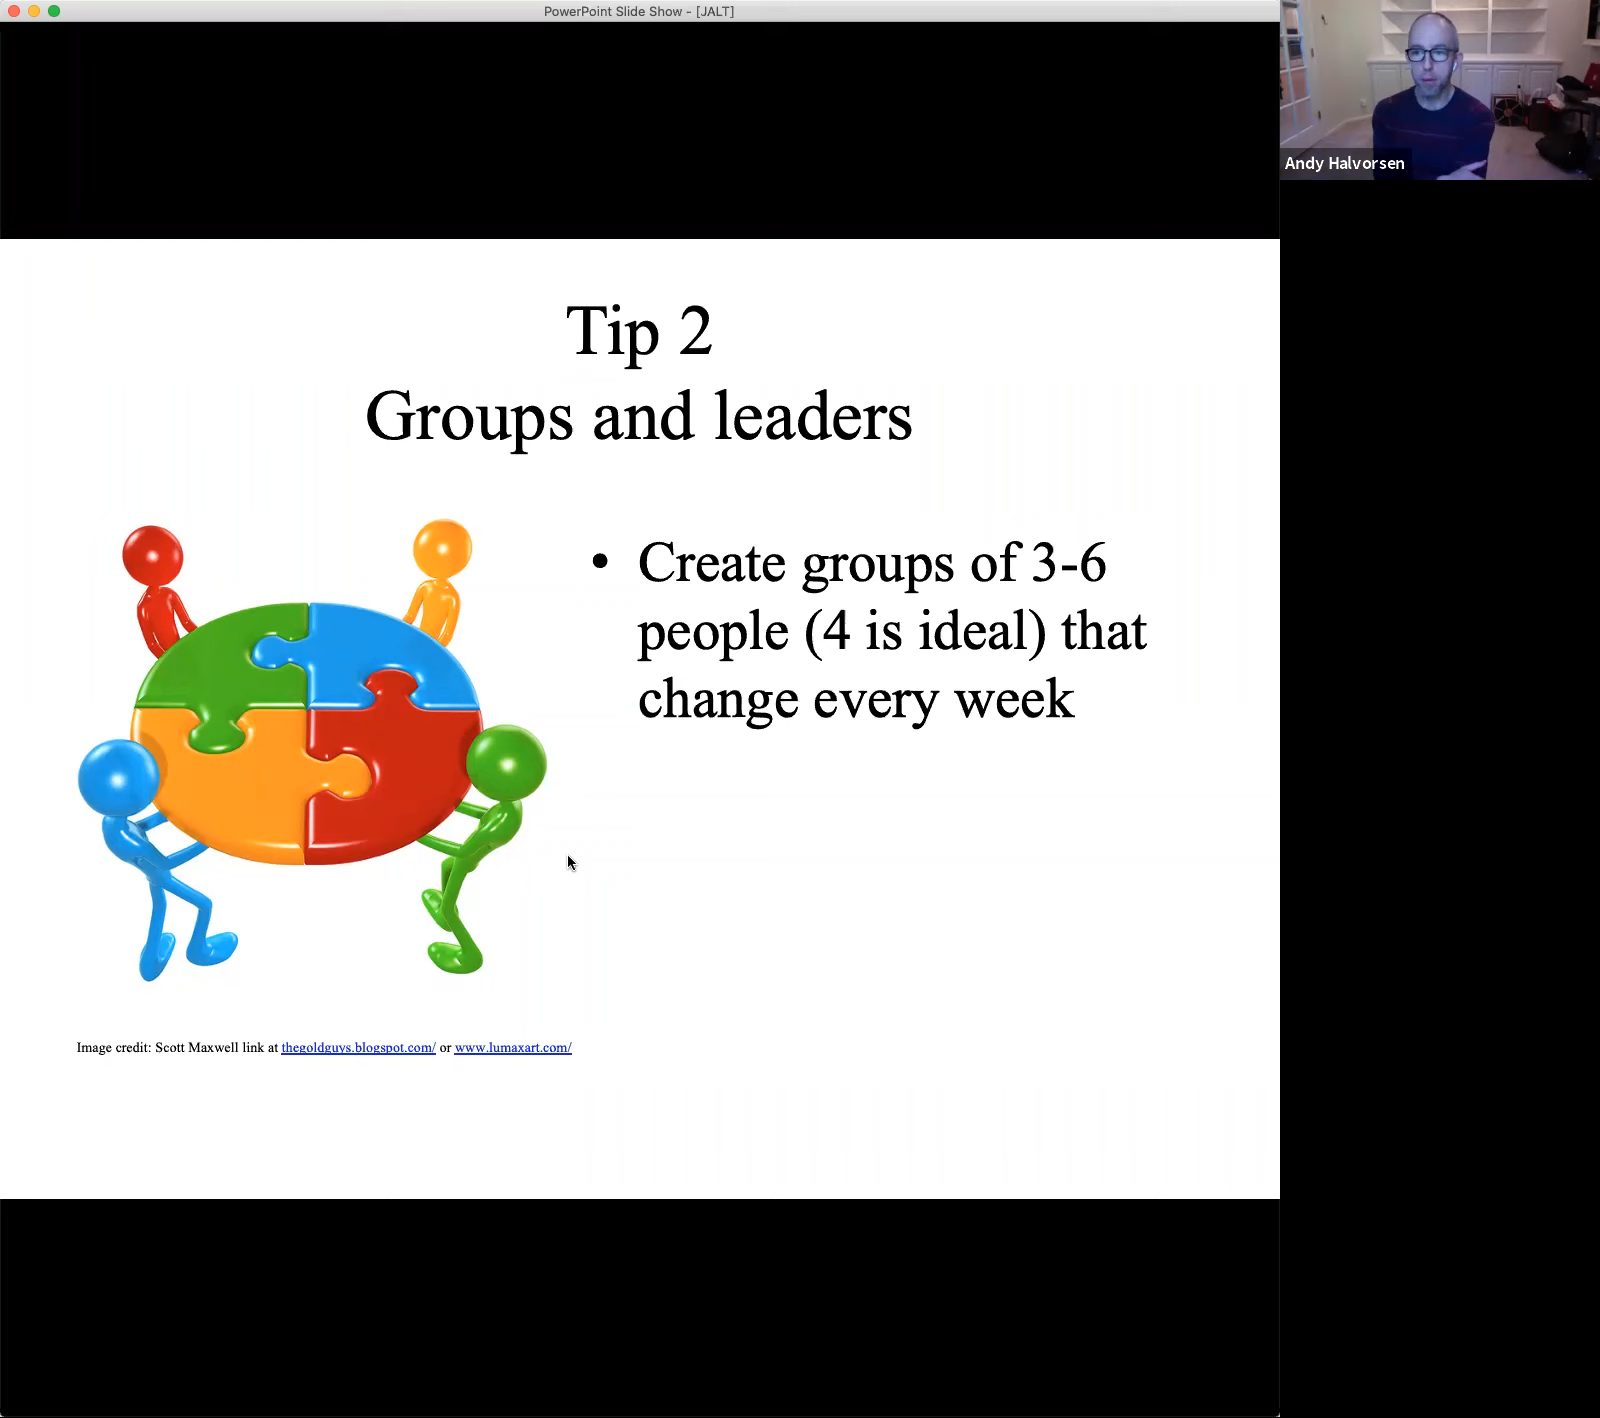 PowerPoint Slide Show - [JALT]
Andy Halvorsen
Tip 2
Groups and leaders
• Create groups of 3-6
people (4 is ideal) that
change every week
Image credit: Scott Maxwell link at thegoldguys.blogspot.com/ or www.lumaxart.com/